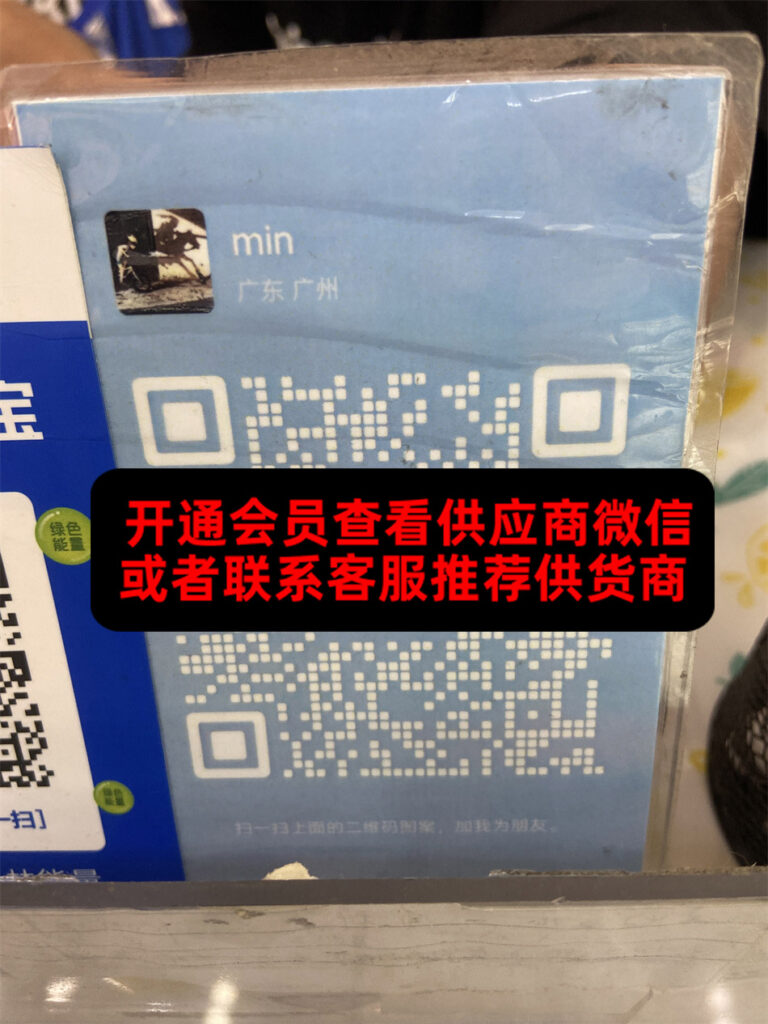 min
广东 广州
宝
绿色
能量
开通会员查看供应商微信
或者联系客服推荐供货商
绿色
能量
一扫]
扫一扫上面的二维码图案，加我为朋友。